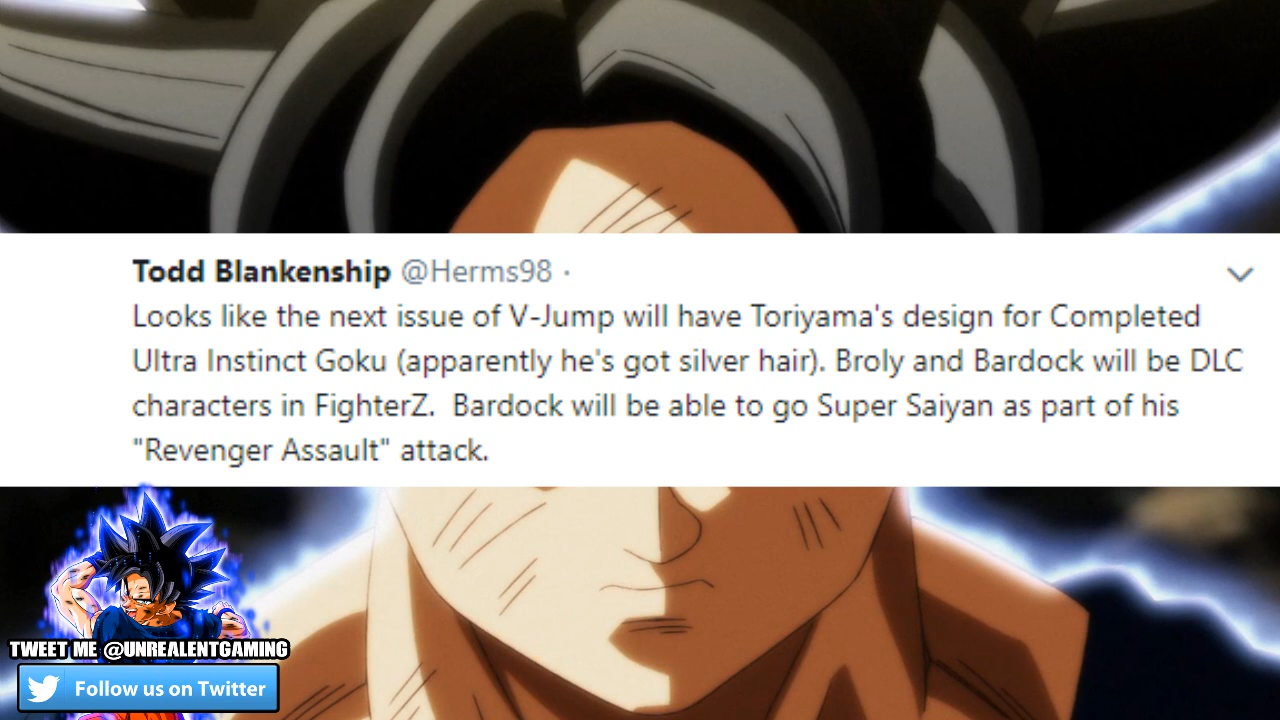 Todd Blankenship @Herms98 ·
Looks like the next issue of V-Jump will have Toriyama's design for Completed
Ultra Instinct Goku (apparently he's got silver hair). Broly and Bardock will be DLC
characters in FighterZ.  Bardock will be able to go Super Saiyan as part of his
"Revenger Assault" attack.
TWEET ME @UNREALENTGAMING
Follow us on Twitter